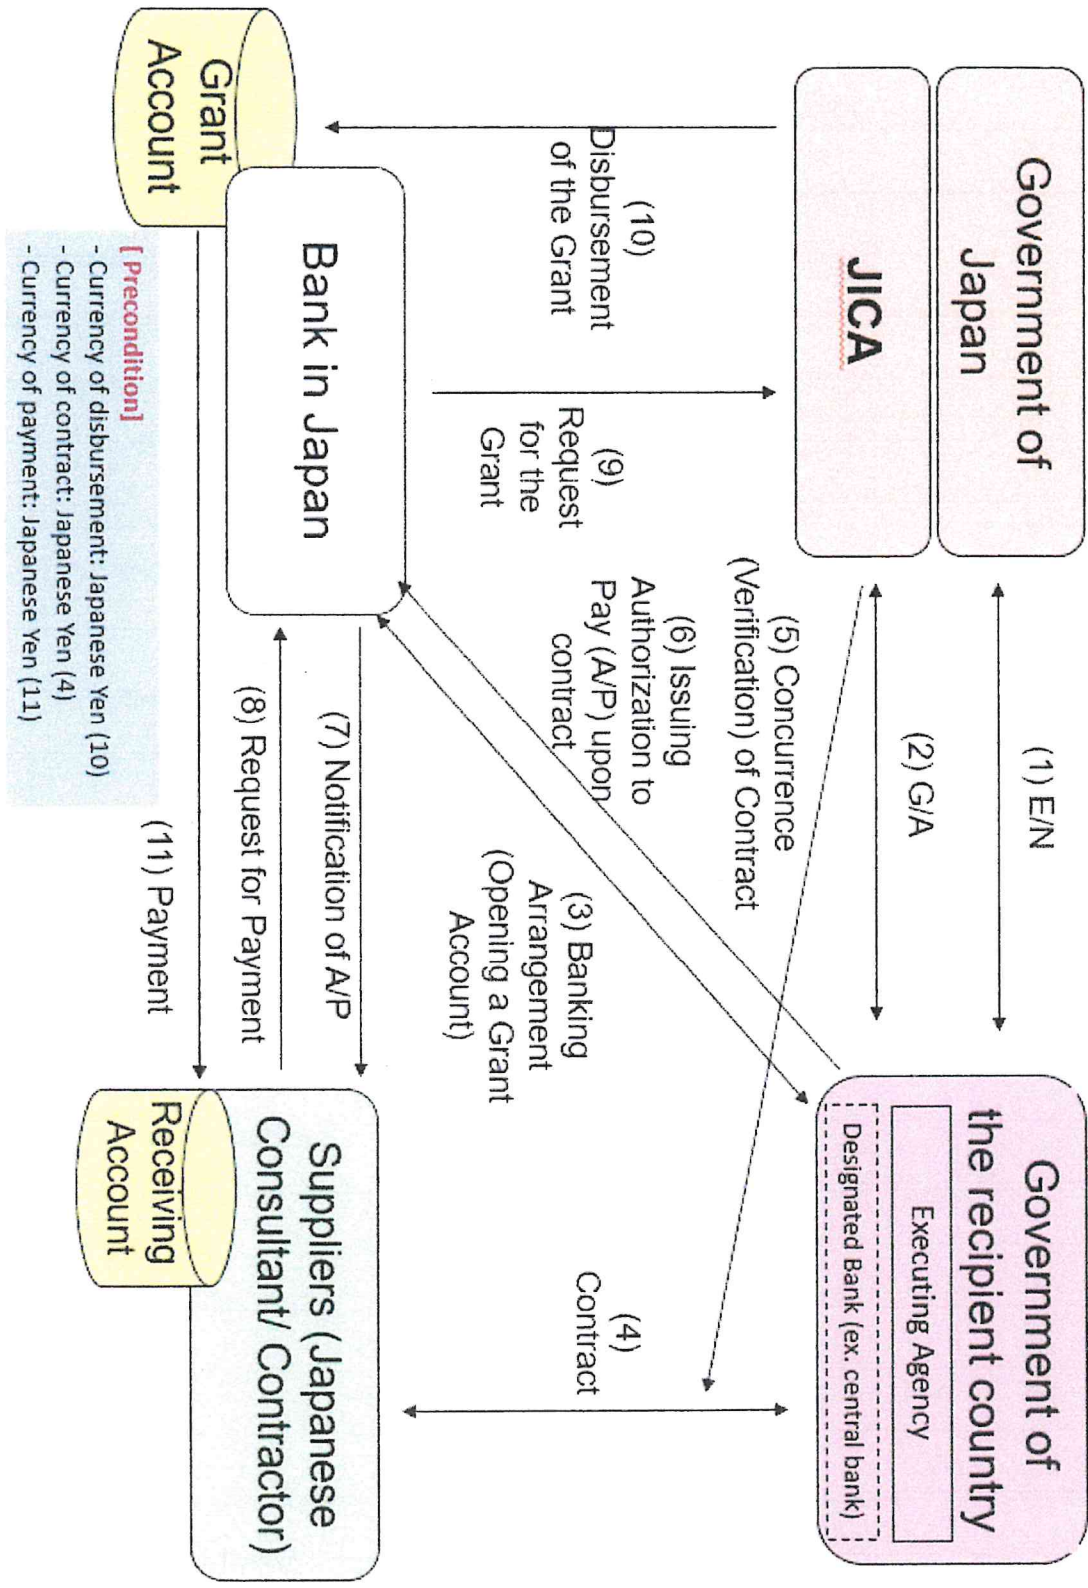 Government of
Japan
JICA
(1) E/N
(2) G/A
Government of
the recipient country
Executing Agency
Designated Bank (ex. central bank)
(5) Concurrence
(Verification) of Contract
(10)
Disbursement
of the Grant
(9)
Request
for the
Grant
(6) Issuing
Authorization to
Pay (A/P) upon
contract
(3) Banking
Arrangement
(Opening a Grant
Account)
(4)
Contract
Bank in Japan
Grant
Account
(7) Notification of A/P
(8) Request for Payment
(11) Payment
Suppliers (Japanese
Consultant/ Contractor)
Receiving
Account
[ Precondition]
- Currency of disbursement: Japanese Yen (10)
- Currency of contract: Japanese Yen (4)
- Currency of payment: Japanese Yen (11)